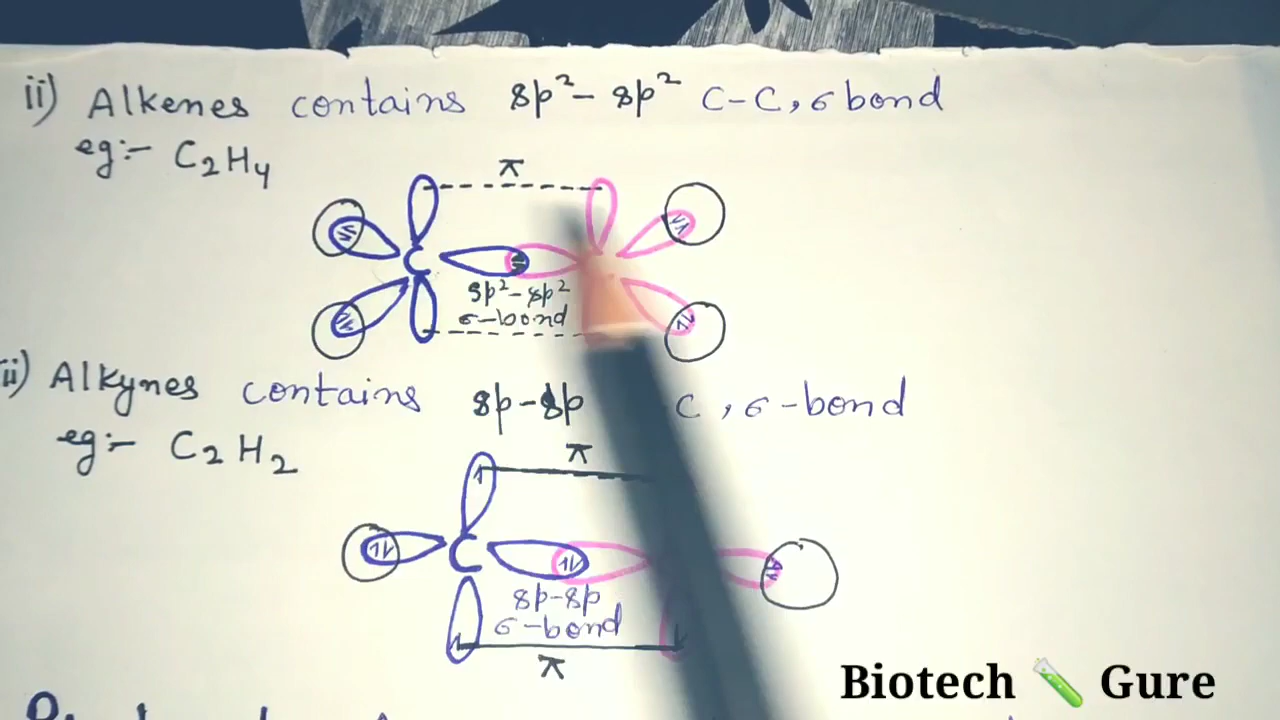 ii) Alkenes contains sp²- sp² C-C, σ bond
eg:- C₂H₄
π
C
sp²-sp²
σ-bond
ii) Alkynes contains sp-sp C, σ-bond
eg:- C₂H₂
π
C
sp-sp
σ-bond
π
Biotech Gure